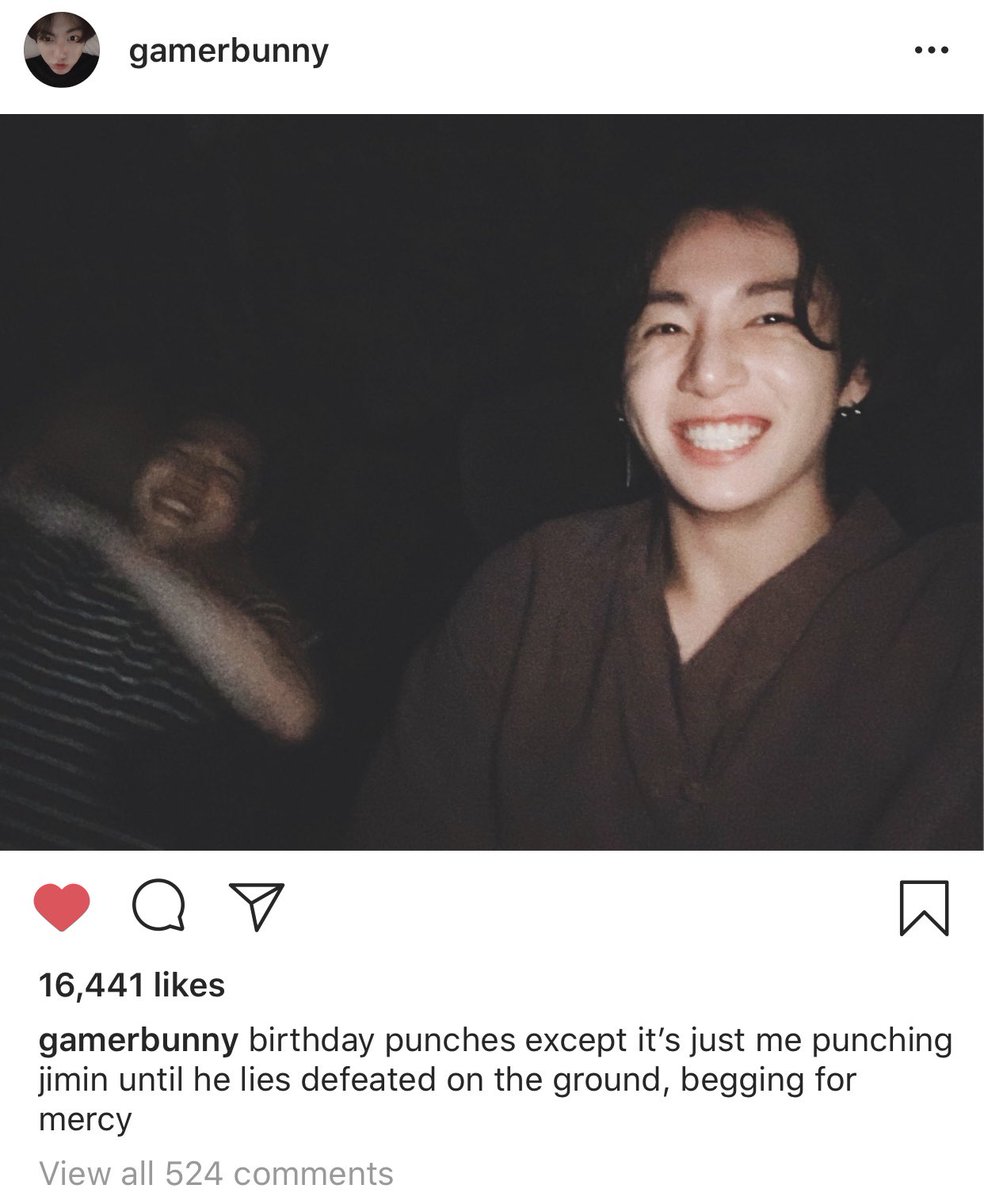 gamerbunny
16,441 likes
gamerbunny birthday punches except it’s just me punching
jimin until he lies defeated on the ground, begging for
mercy
View all 524 comments